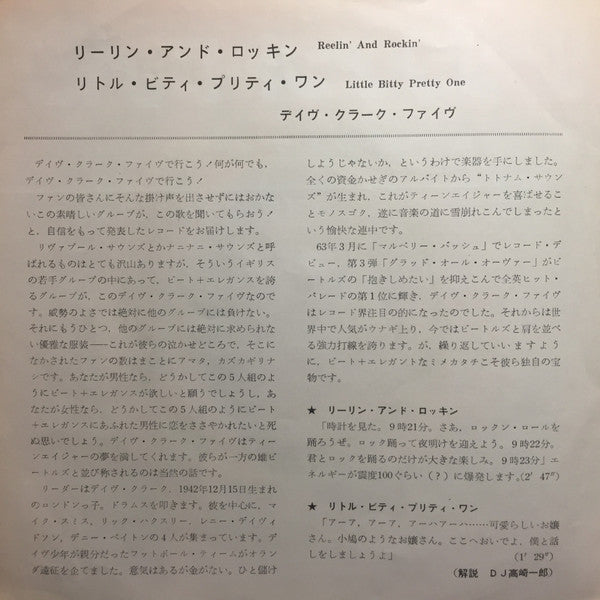 リーリン・アンド・ロッキン Reelin' And Rockin'
リトル・ビティ・プリティ・ワン Little Bitty Pretty One
デイヴ・クラーク・ファイヴ
デイヴ・クラーク・ファイヴで行こう!何が何でも、
デイヴ・クラーク・ファイヴで行こう!
ファンの皆さんにそんな掛け声を出させずにはおかな
いこの素晴しいグループが、この歌を聞いてもらおう!
と、自信をもって発表したレコードをお届けします。
リヴァプール・サウンズとかナニナニ・サウンズと呼
ばれるものはとても沢山ありますが、そういうイギリス
の若手グループの中にあって、ビート+エレガンスを誇
るグループが、このデイヴ・クラーク・ファイヴなので
す。威勢のよさでは絶対に他のグループには負けない。
それにもうひとつ、他のグループには絶対に求められな
い優雅な服装——これが彼らの泣かせどころで、そこに
なかされたファンの数はまことにアマタ、カズカギリナ
シです。あなたが男性なら、どうかしてこの5人組のよ
うにビート+エレガンスが欲しいと願うでしょうし、あ
なたが女性なら、どうかしてこの5人組のようにビート
+エレガンスにあふれた男性に恋をささやかれたいと死
ぬ思いでしょう。デイヴ・クラーク・ファイヴはティー
ンエイジャーの夢を満してくれます。彼らが一方の雄ビ
ートルズと並び称されるのは当然の話です。
リーダーはデイヴ・クラーク、1942年12月15日生まれ
のロンドンっ子。ドラムスを叩きます。彼を中心に、マ
イク・スミス、リック・ハクスリー、レニー・デイヴィ
ドソン、デニー・ペイトンの4人が集まっています。デ
イヴ少年が親分だったフットボール・ティームがオラン
ダ遠征を企てました。意気はあるが金がない。ひと儲け
しようじゃないか、というわけで楽器を手にしました。
全くの資金かせぎのアルバイトから“トトナム・サウン
ズ”が生まれ、これがティーンエイジャーを喜ばせるこ
とモノスゴク、遂に音楽の道に雪崩れこんでしまったと
いう愉快な連中です。
63年3月に「マルベリー・バッシュ」でレコード・デ
ビュー、第3弾「グラッド・オール・オーヴァー」がビ
ートルズの「抱きしめたい」を抑えこんで全英ヒット・
パレードの第1位に輝き、デイヴ・クラーク・ファイヴ
はレコード界注目の的になったのでした。それからは世
界中で人気がウナギ上り、今ではビートルズと肩を並べ
る強力打線を誇ります。が、繰り返していいますよう
に、ビート+エレガントなミメカタチこそ彼ら独自の宝
物です。
★ リーリン・アンド・ロッキン
「時計を見た。9時21分。さあ、ロックン・ロールを
踊ろうぜ。ロック踊って夜明けを迎えよう。9時22分。
君とロックを踊るのだけが大きな楽しみ。9時23分」エ
ネルギーが震度100ぐらい(?)に爆発します。(2' 47")
★ リトル・ビティ・プリティ・ワン
「アーア、アーア、アーハアーン………可愛らしいお嬢
さん。小鳩のようなお嬢さん。ここへおいでよ、僕と話
しをしましょうよ」 (1' 29")
(解説 DJ高崎一郎)